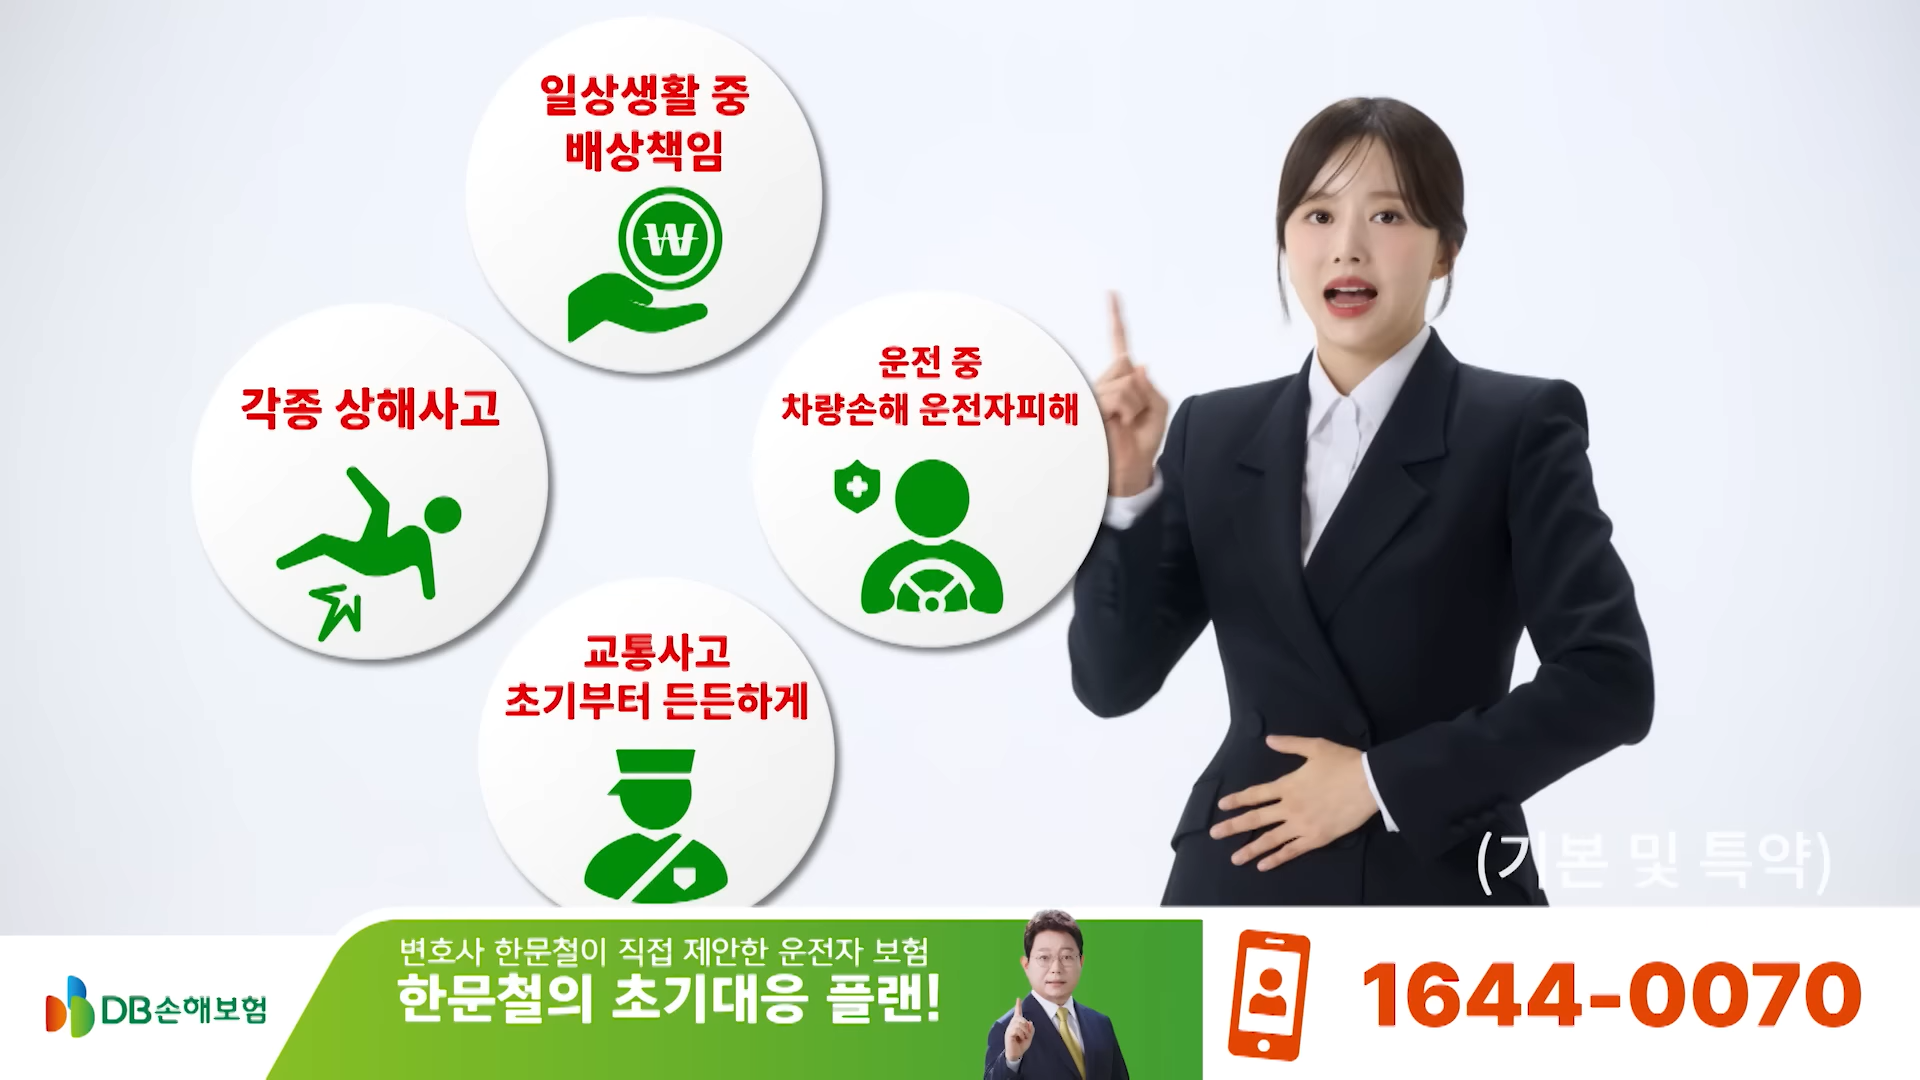 일상생활 중
배상책임
₩
각종 상해사고
운전 중
차량손해 운전자피해
교통사고
초기부터 든든하게
(기본 및 특약)
DB손해보험
변호사 한문철이 직접 제안한 운전자 보험
한문철의 초기대응 플랜!
1644-0070